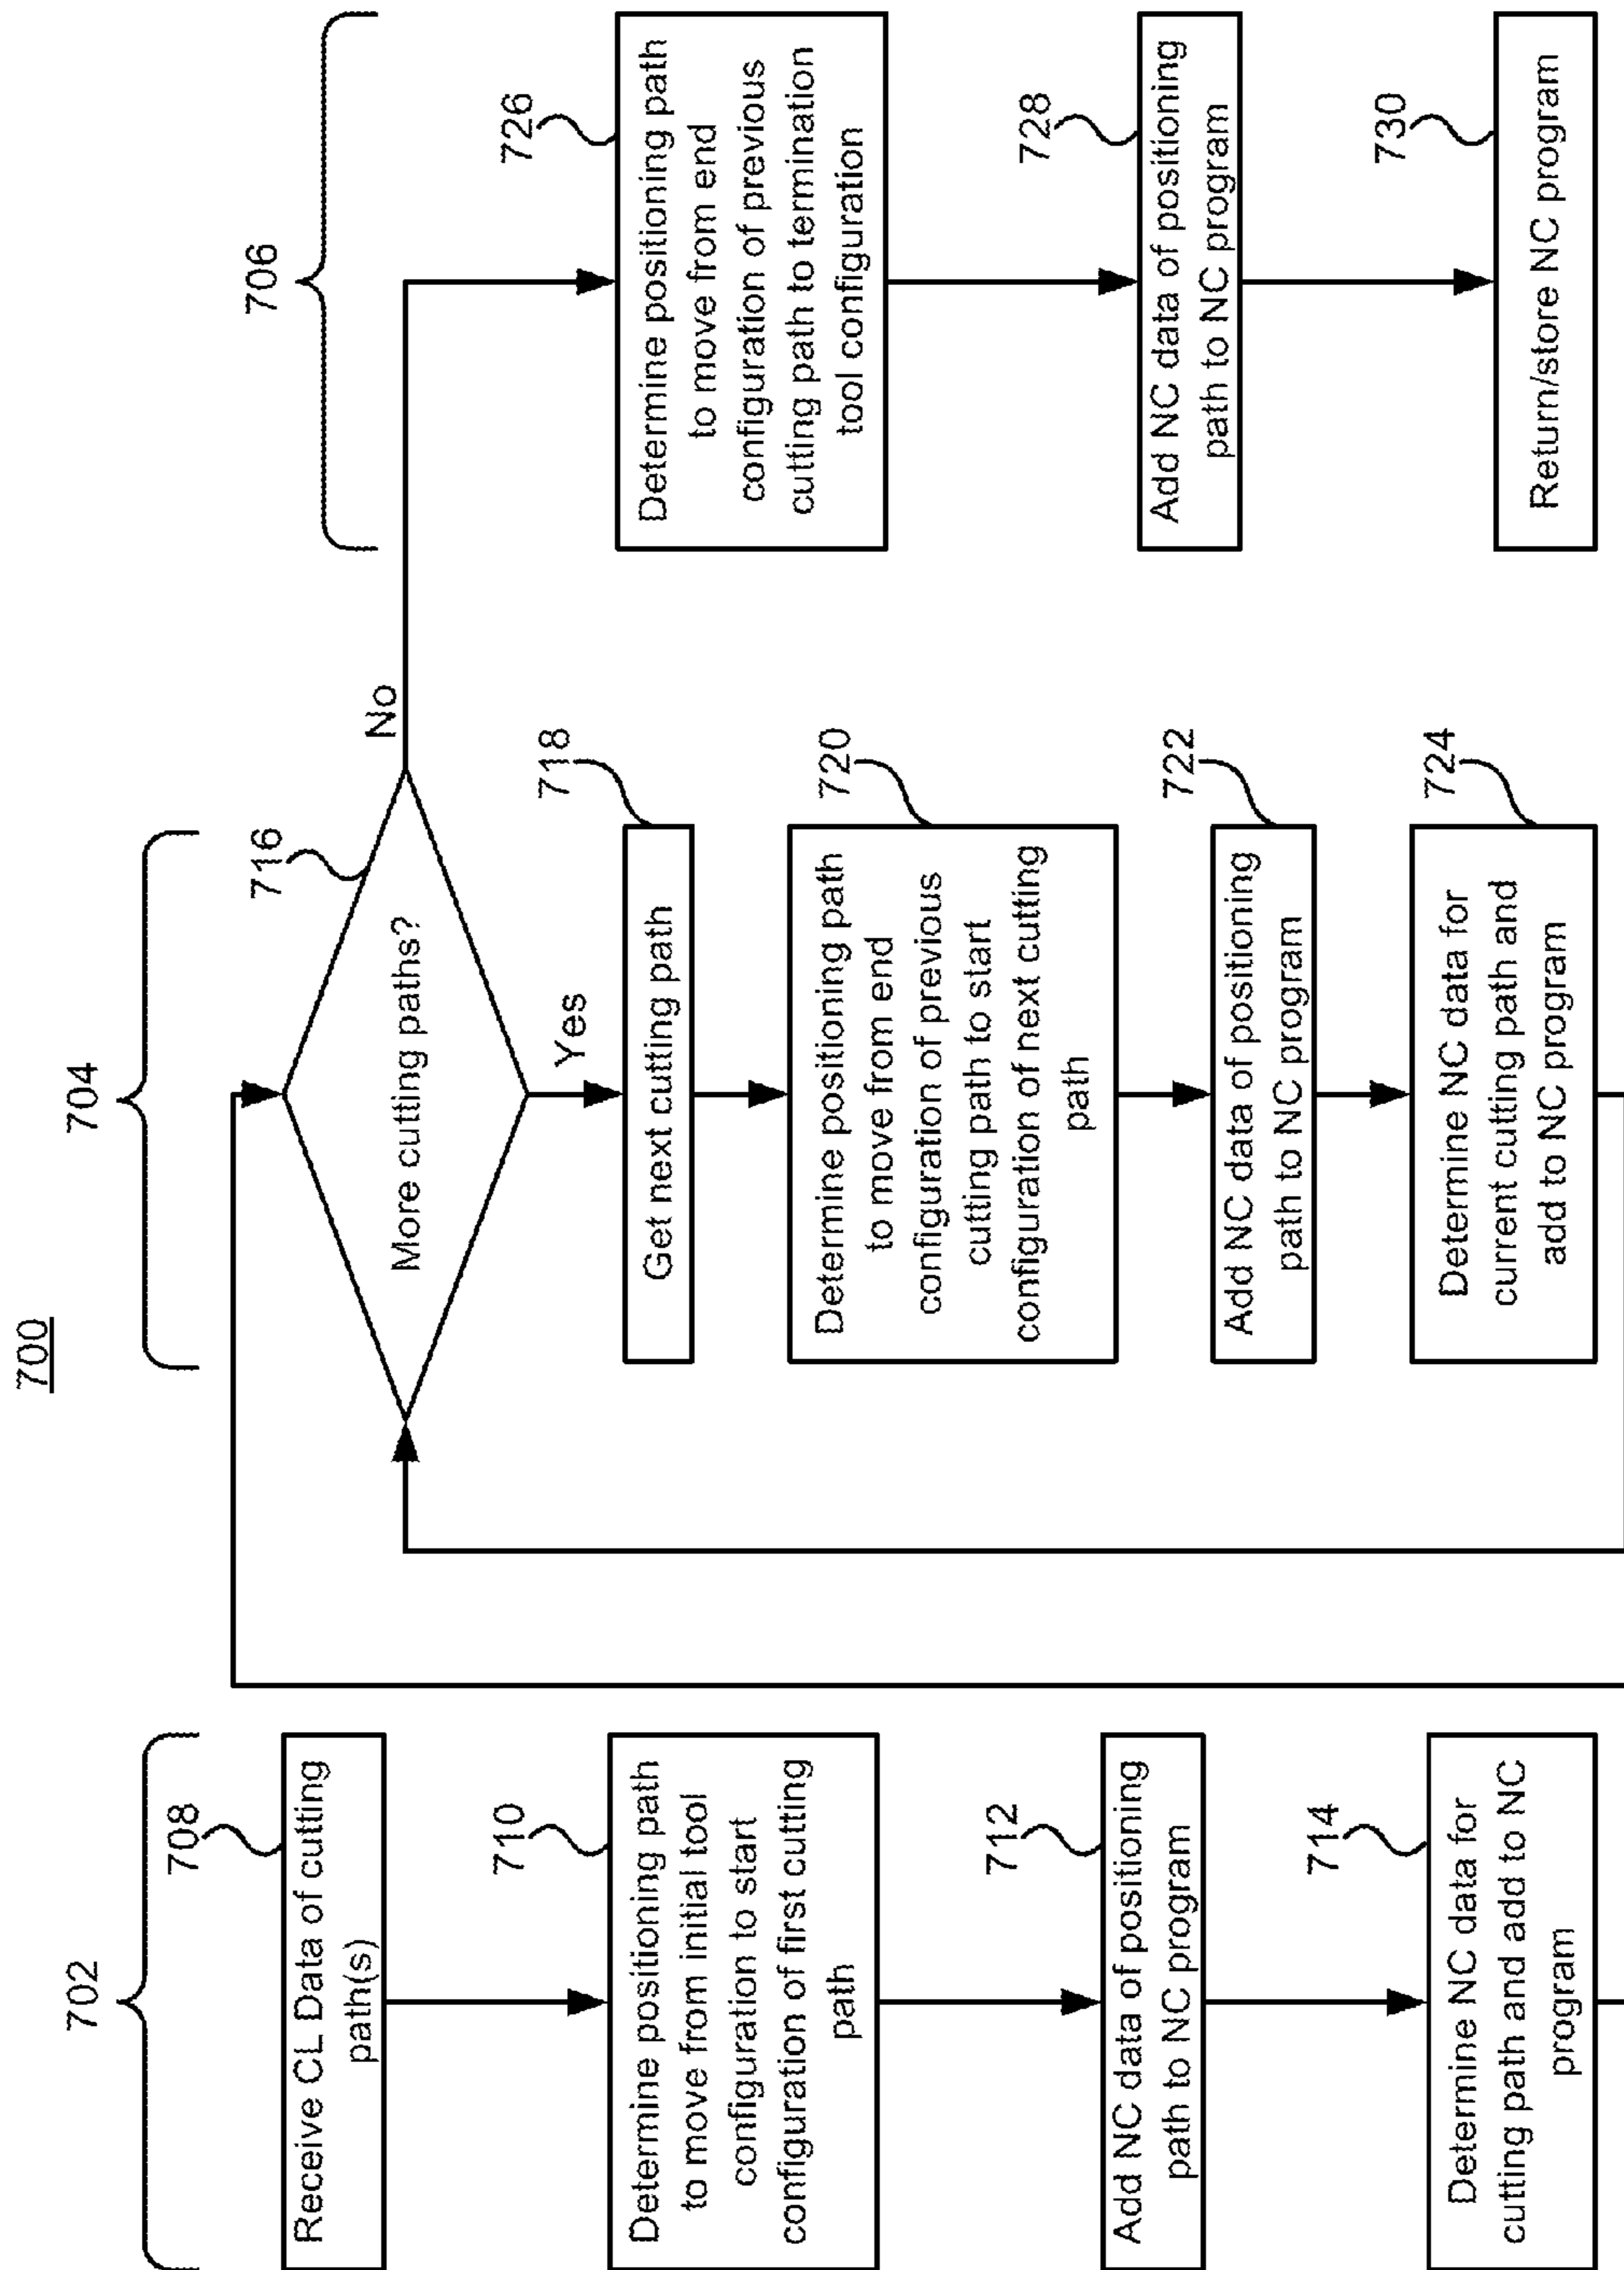 700
702
708
Receive CL Data of cutting
path(s)
710
Determine positioning path
to move from initial tool
configuration to start
configuration of first cutting
path
712
Add NC data of positioning
path to NC program
714
Determine NC data for
cutting path and add to NC
program
704
716
More cutting paths?
Yes
No
718
Get next cutting path
720
Determine positioning path
to move from end
configuration of previous
cutting path to start
configuration of next cutting
path
722
Add NC data of positioning
path to NC program
724
Determine NC data for
current cutting path and
add to NC program
706
726
Determine positioning path
to move from end
configuration of previous
cutting path to termination
tool configuration
728
Add NC data of positioning
path to NC program
730
Return/store NC program